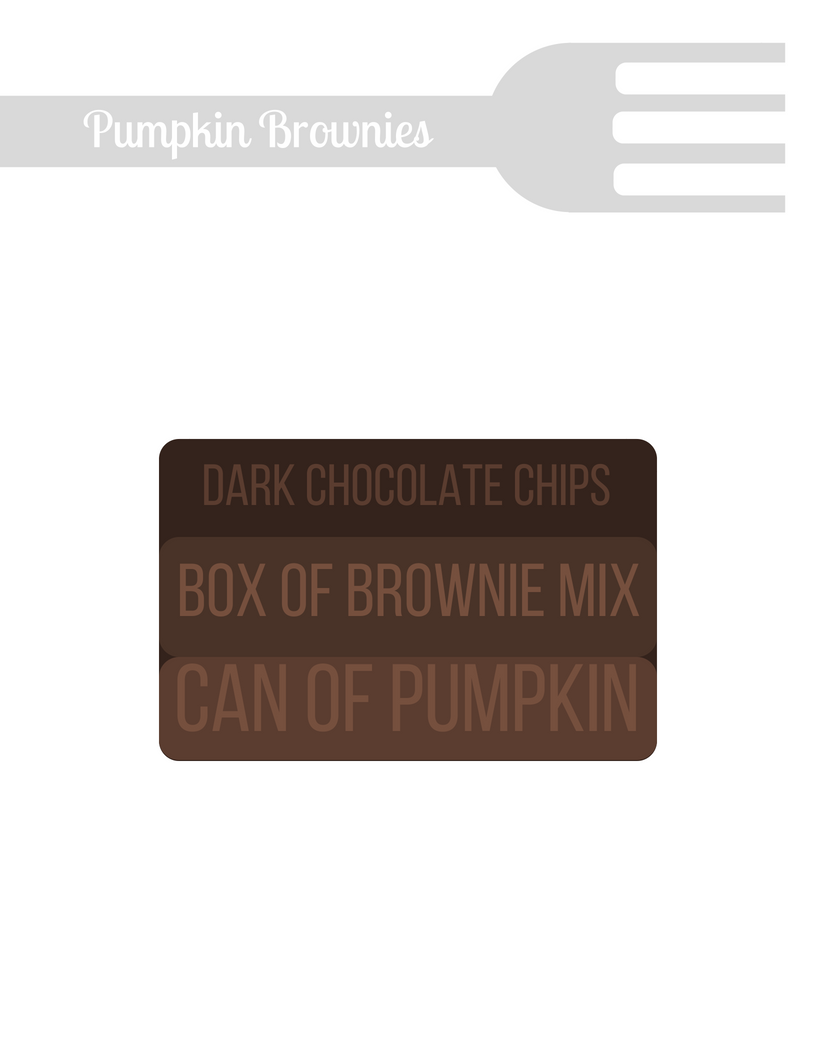 Pumpkin Brownies
DARK CHOCOLATE CHIPS
BOX OF BROWNIE MIX
CAN OF PUMPKIN